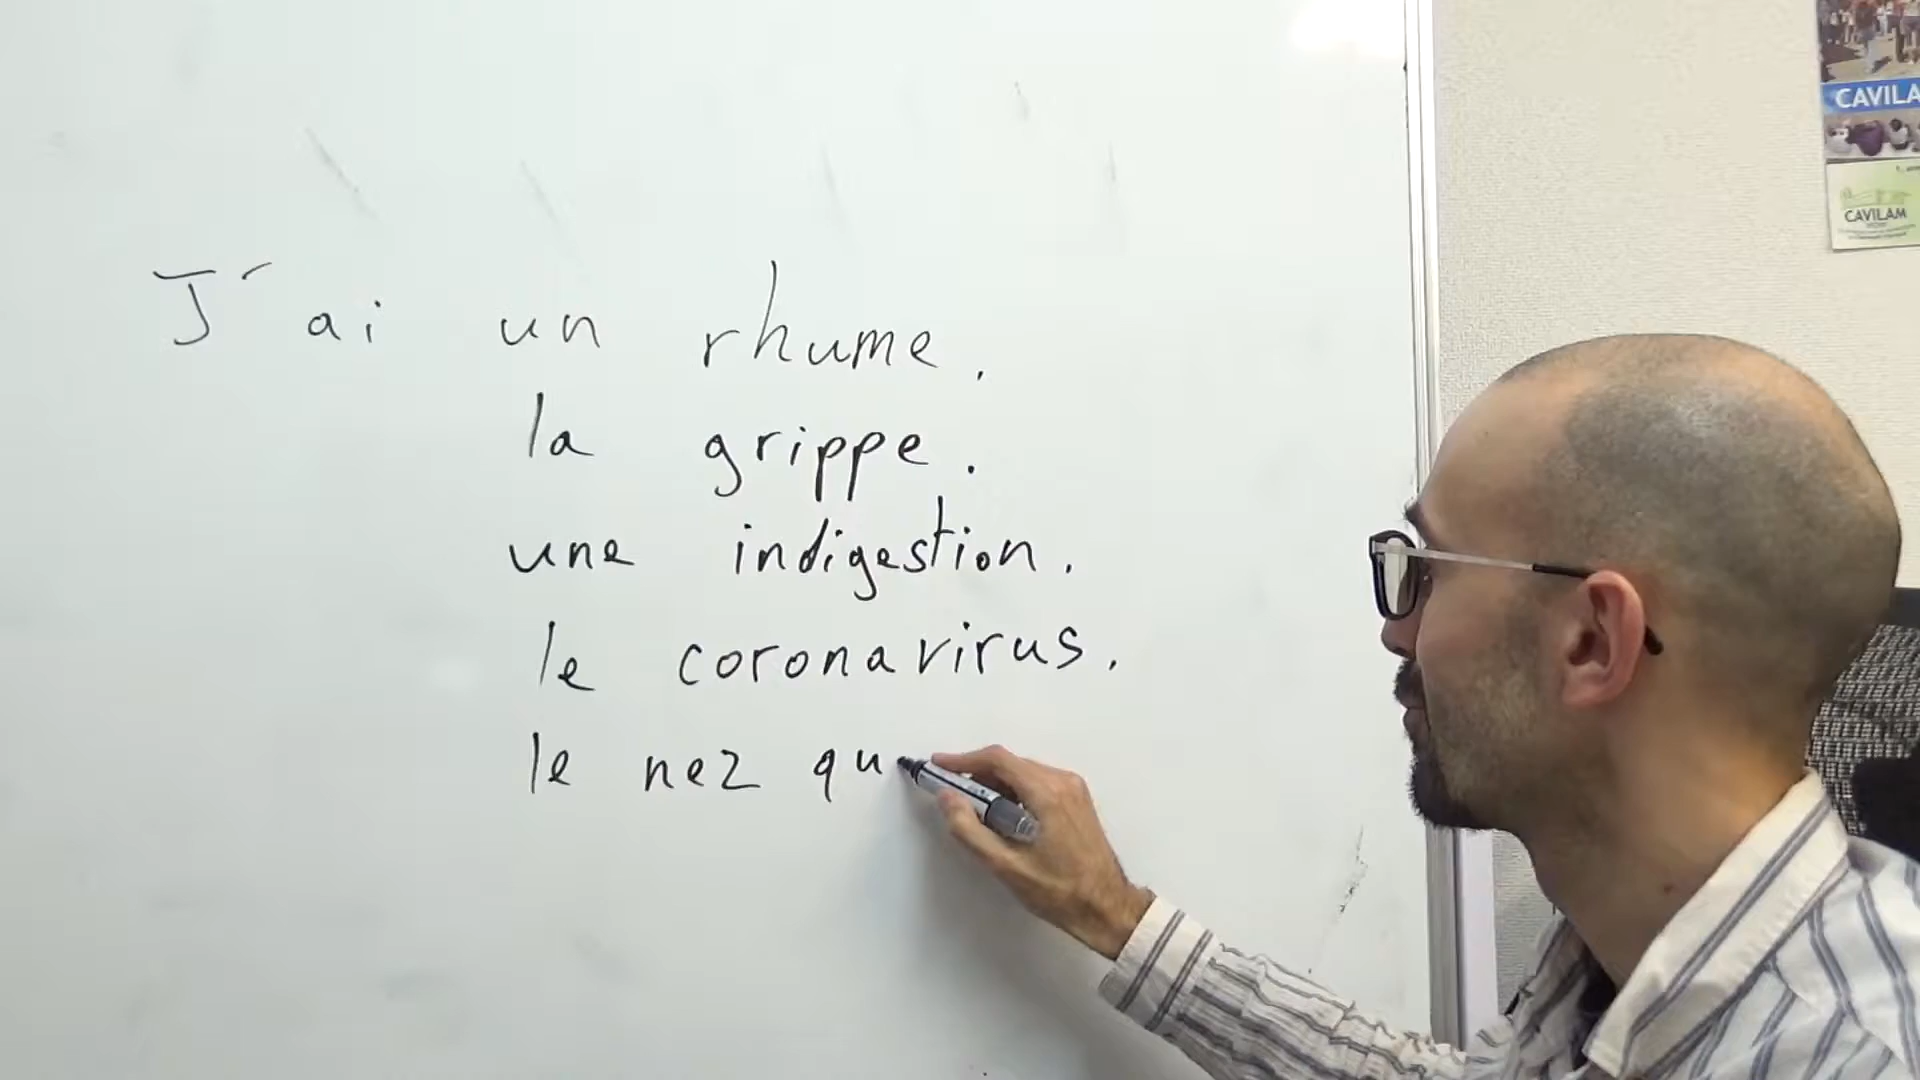 J'ai un rhume.
la grippe.
une indigestion.
le coronavirus.
le nez qu
CAVILA
CAVILAM